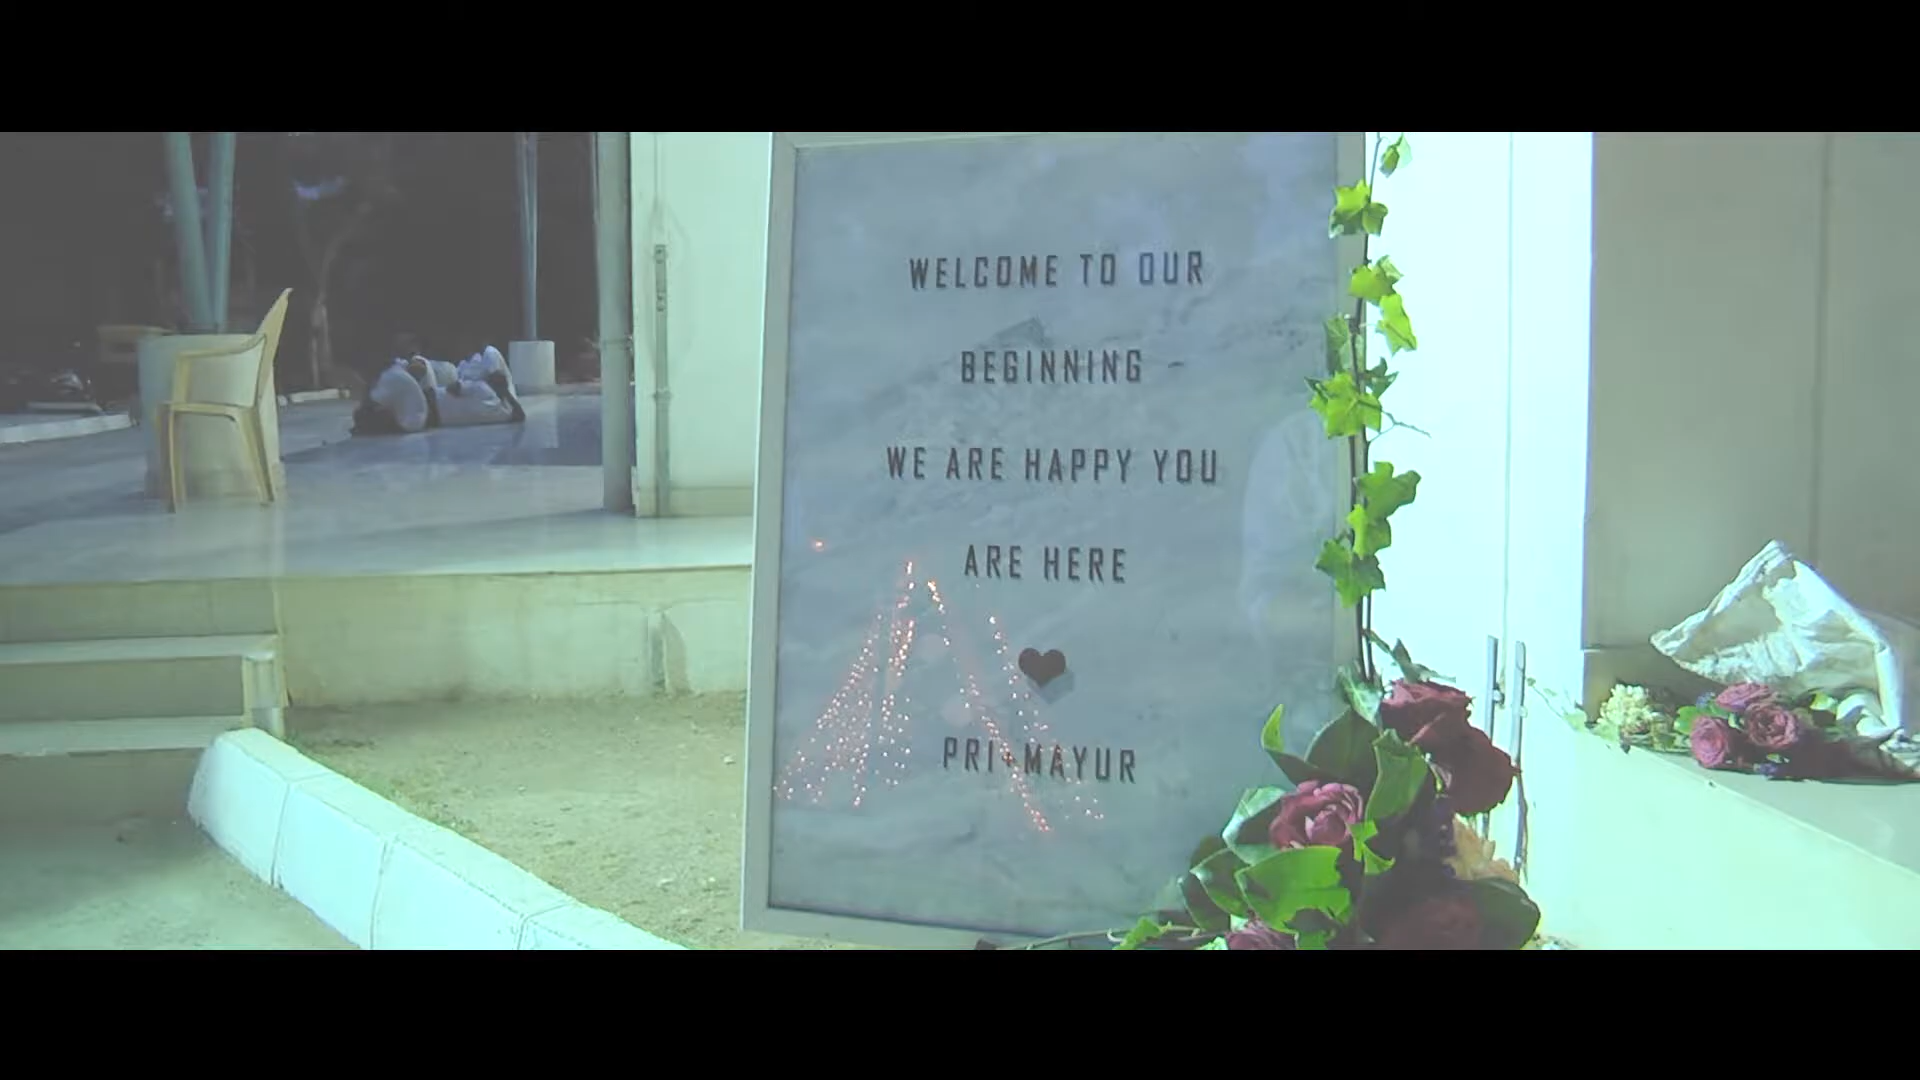 WELCOME TO OUR
BEGINNING -
WE ARE HAPPY YOU
ARE HERE
PRI-MAYUR